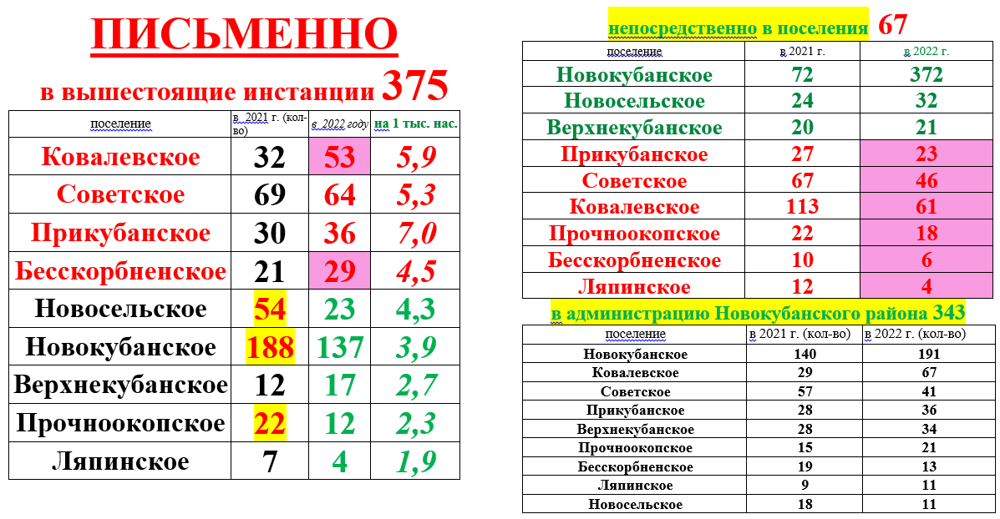 ПИСЬМЕННО
в вышестоящие инстанции 375
поселение в 2021 г. (кол-во) в 2022 году на 1 тыс. нас.
Ковалевское 32 53 5,9
Советское 69 64 5,3
Прикубанское 30 36 7,0
Бесскорбненское 21 29 4,5
Новосельское 54 23 4,3
Новокубанское 188 137 3,9
Верхнекубанское 12 17 2,7
Прочноокопское 22 12 2,3
Ляпинское 7 4 1,9
непосредственно в поселения 67
поселение в 2021 г. в 2022 г.
Новокубанское 72 372
Новосельское 24 32
Верхнекубанское 20 21
Прикубанское 27 23
Советское 67 46
Ковалевское 113 61
Прочноокопское 22 18
Бесскорбненское 10 6
Ляпинское 12 4
в администрацию Новокубанского района 343
поселение в 2021 г. (кол-во) в 2022 г. (кол-во)
Новокубанское 140 191
Ковалевское 29 67
Советское 57 41
Прикубанское 28 36
Верхнекубанское 28 34
Прочноокопское 15 21
Бесскорбненское 19 13
Ляпинское 9 11
Новосельское 18 11